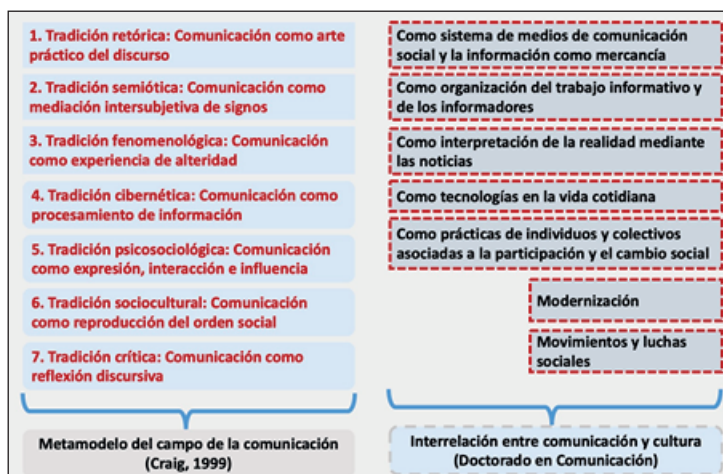 1. Tradición retórica: Comunicación como arte
práctico del discurso
2. Tradición semiótica: Comunicación como
mediación intersubjetiva de signos
3. Tradición fenomenológica: Comunicación
como experiencia de alteridad
4. Tradición cibernética: Comunicación como
procesamiento de información
5. Tradición psicosociológica: Comunicación
como expresión, interacción e influencia
6. Tradición sociocultural: Comunicación
como reproducción del orden social
7. Tradición crítica: Comunicación como
reflexión discursiva
Metamodelo del campo de la comunicación
(Craig, 1999)
Como sistema de medios de comunicación
social y la información como mercancía
Como organización del trabajo informativo y
de los informadores
Como interpretación de la realidad mediante
las noticias
Como tecnologías en la vida cotidiana
Como prácticas de individuos y colectivos
asociadas a la participación y el cambio social
Modernización
Movimientos y luchas
sociales
Interrelación entre comunicación y cultura
(Doctorado en Comunicación)